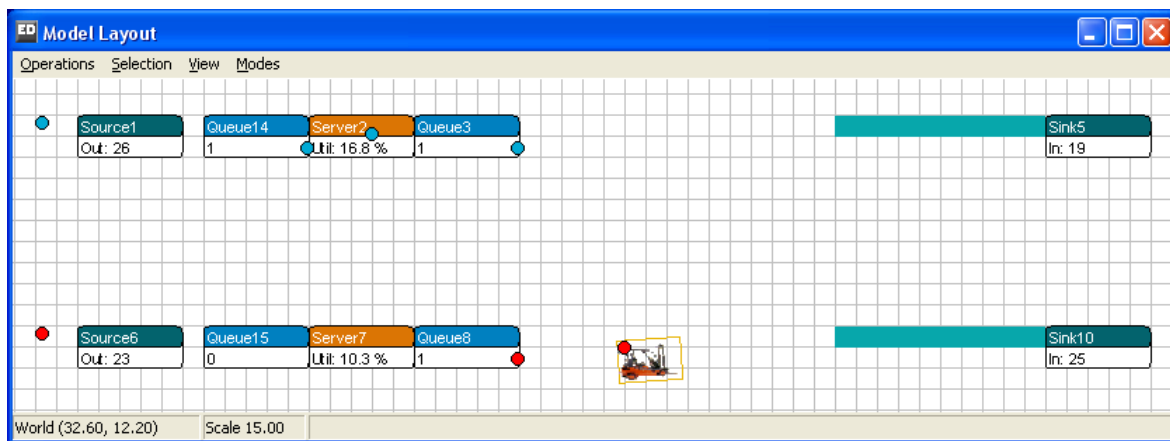 ED Model Layout
Operations Selection View Modes
Source1 Queue14 Server2 Queue3 Sink5
Out: 26 1 Util: 16.8 % 1 In: 19
Source6 Queue15 Server7 Queue8 Sink10
Out: 23 0 Util: 10.3 % 1 In: 25
World (32.60, 12.20) Scale 15.00